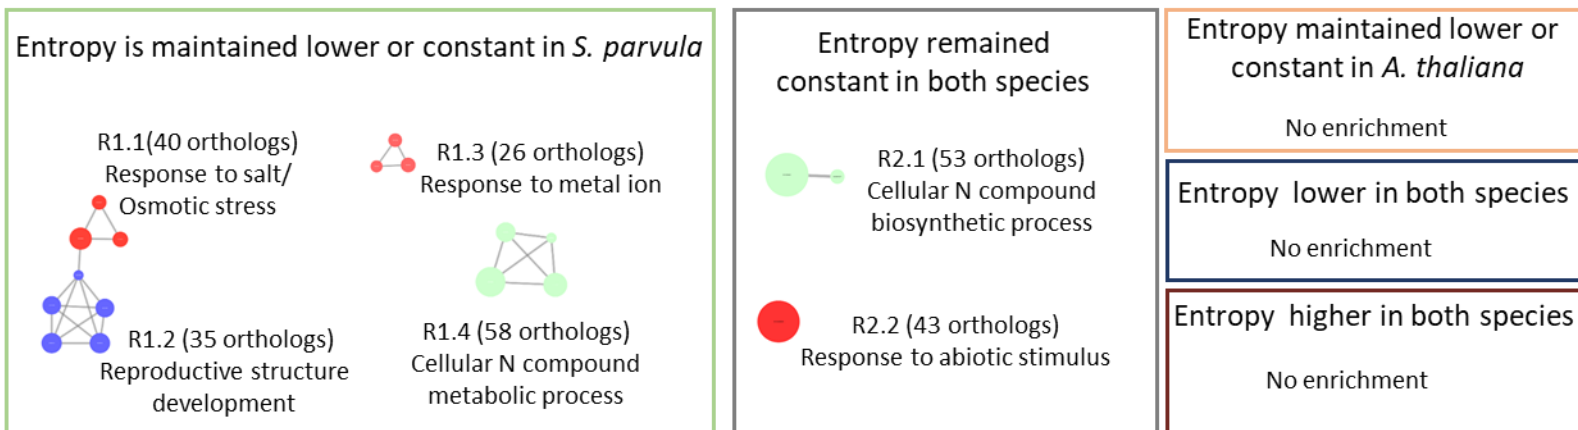 Entropy is maintained lower or constant in S. parvula
R1.1(40 orthologs)
Response to salt/
Osmotic stress
R1.3 (26 orthologs)
Response to metal ion
R1.2 (35 orthologs)
Reproductive structure
development
R1.4 (58 orthologs)
Cellular N compound
metabolic process
Entropy remained
constant in both species
R2.1 (53 orthologs)
Cellular N compound
biosynthetic process
R2.2 (43 orthologs)
Response to abiotic stimulus
Entropy maintained lower or
constant in A. thaliana
No enrichment
Entropy lower in both species
No enrichment
Entropy higher in both species
No enrichment